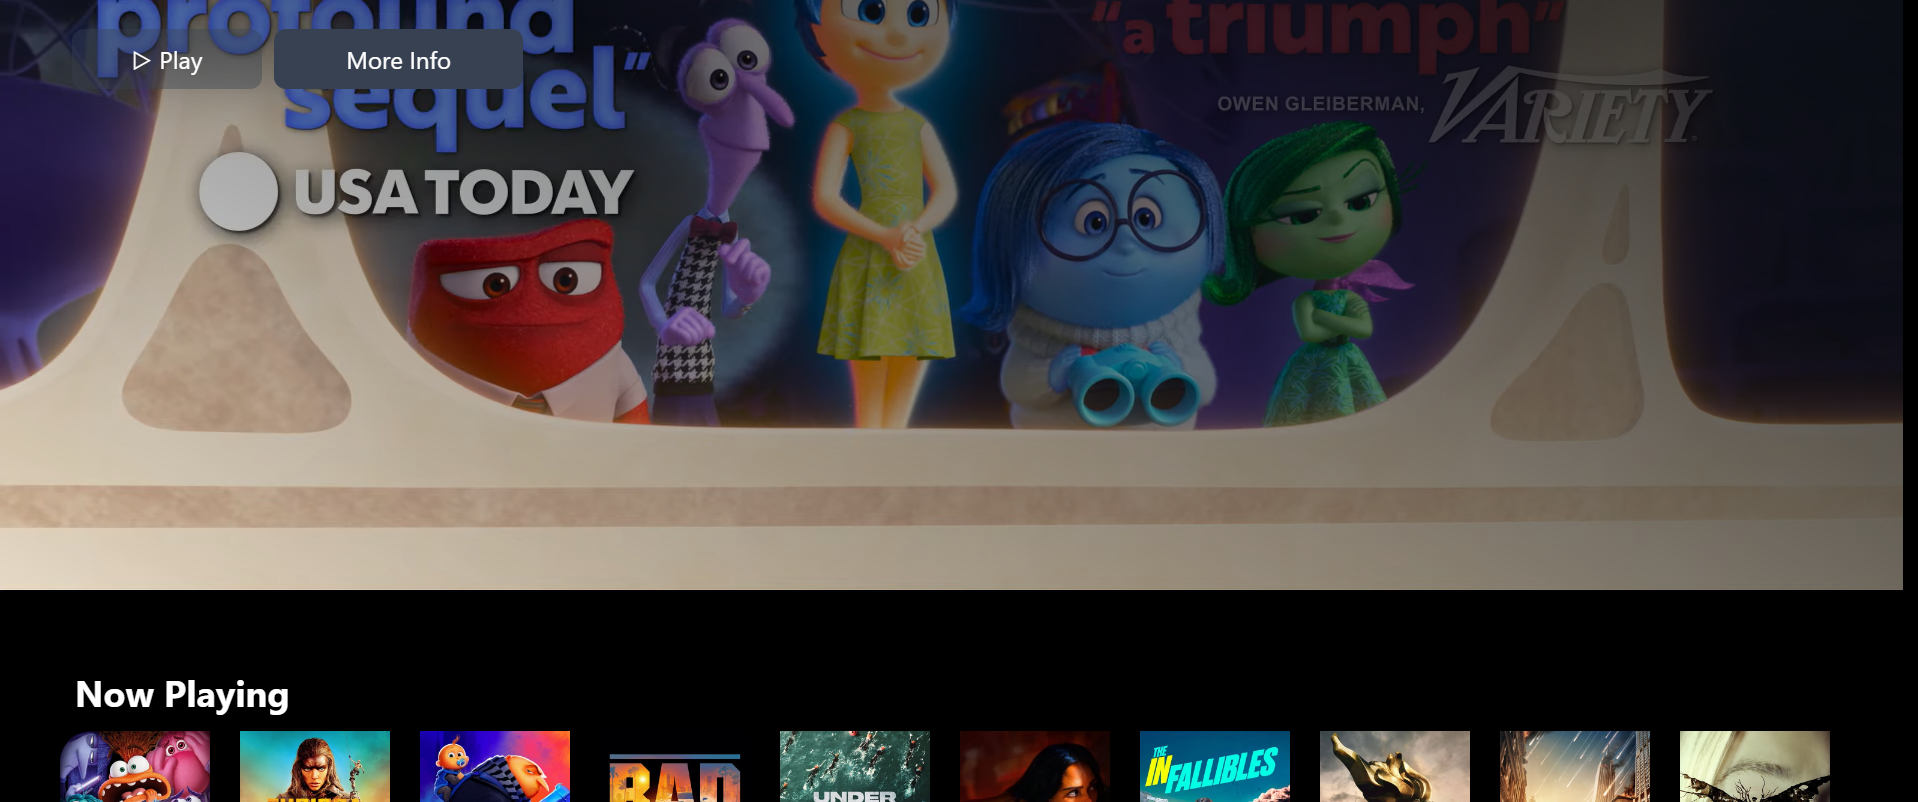 profound
sequel”
▷ Play
More Info
USA TODAY
“a triumph”
OWEN GLEIBERMAN, VARIETY
Now Playing
BAD
UNDER
THE
INFALLIBLES